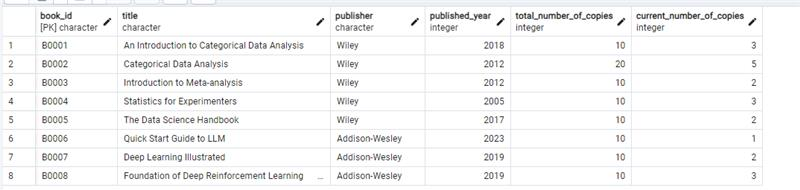 book_id title publisher published_year total_number_of_copies current_number_of_copies
[PK] character character character integer integer integer
1 B0001 An Introduction to Categorical Data Analysis Wiley 2018 10 3
2 B0002 Categorical Data Analysis Wiley 2012 20 5
3 B0003 Introduction to Meta-analysis Wiley 2012 10 2
4 B0004 Statistics for Experimenters Wiley 2005 10 3
5 B0005 The Data Science Handbook Wiley 2017 10 2
6 B0006 Quick Start Guide to LLM Addison-Wesley 2023 10 1
7 B0007 Deep Learning Illustrated Addison-Wesley 2019 10 2
8 B0008 Foundation of Deep Reinforcement Learning ... Addison-Wesley 2019 10 3